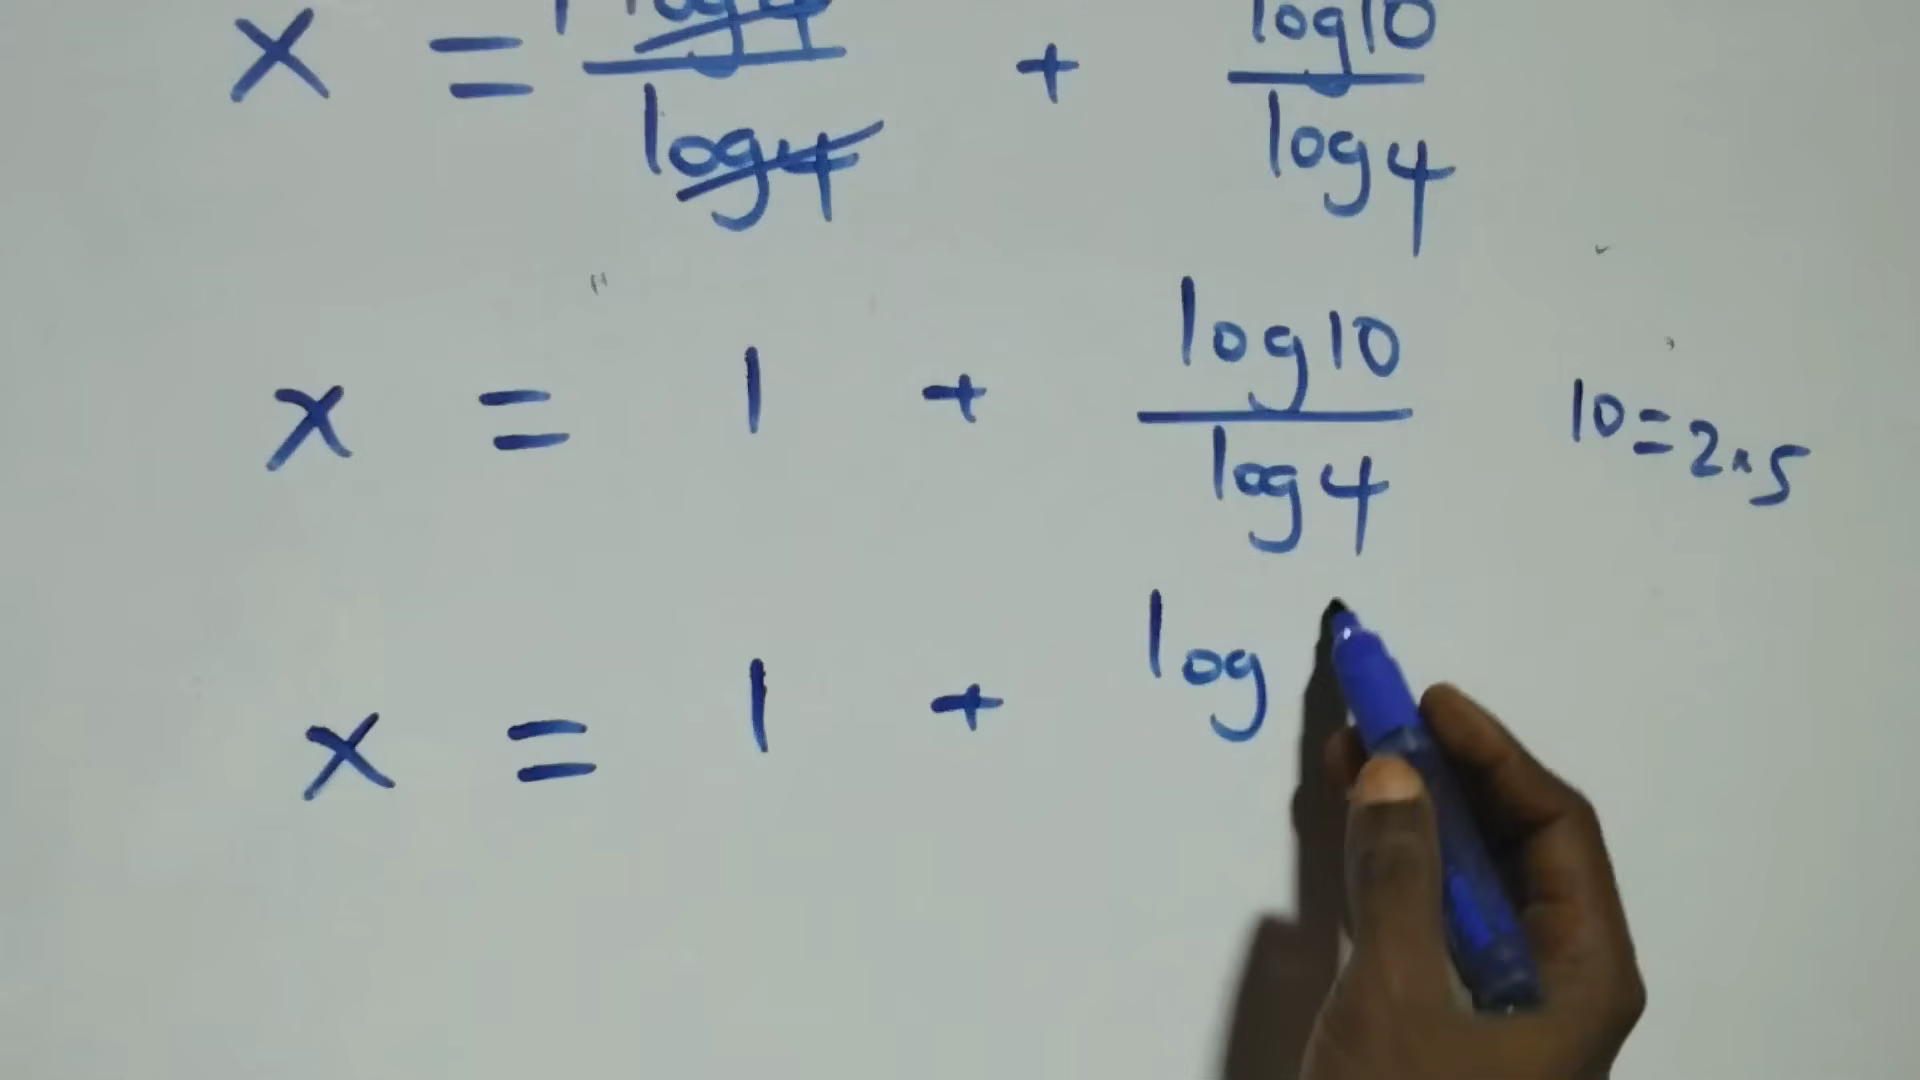 x = log4/log4 + log10/log4
x = 1 + log10/log4 10=2×5
x = 1 + log